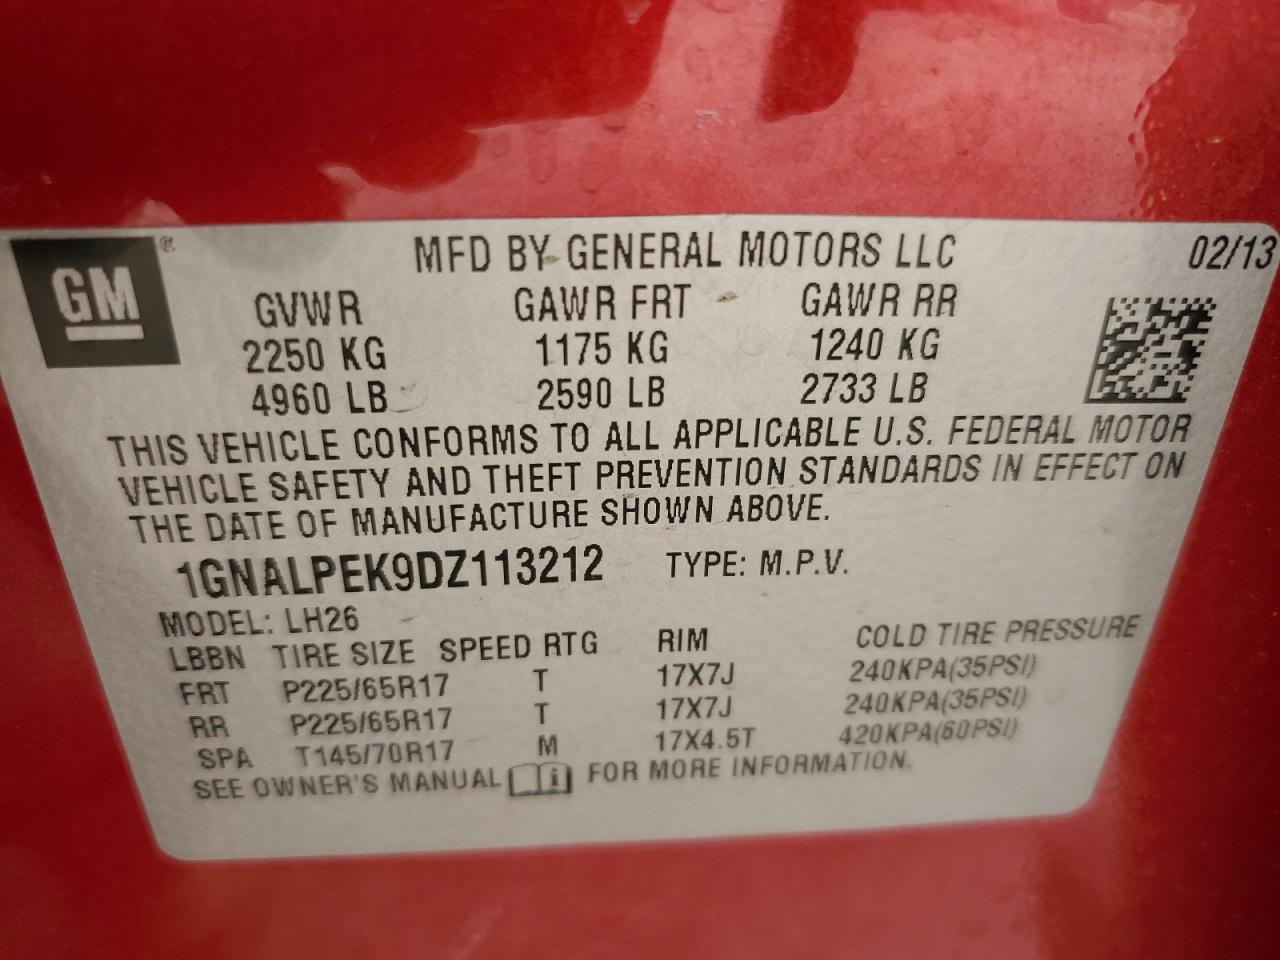 GM® MFD BY GENERAL MOTORS LLC 02/13
GVWR GAWR FRT GAWR RR
2250 KG 1175 KG 1240 KG
4960 LB 2590 LB 2733 LB
THIS VEHICLE CONFORMS TO ALL APPLICABLE U.S. FEDERAL MOTOR
VEHICLE SAFETY AND THEFT PREVENTION STANDARDS IN EFFECT ON
THE DATE OF MANUFACTURE SHOWN ABOVE.
1GNALPEK9DZ113212 TYPE: M.P.V.
MODEL: LH26
LBBN TIRE SIZE SPEED RTG RIM COLD TIRE PRESSURE
FRT P225/65R17 T 17X7J 240KPA(35PSI)
RR P225/65R17 T 17X7J 240KPA(35PSI)
SPA T145/70R17 M 17X4.5T 420KPA(60PSI)
SEE OWNER'S MANUAL i FOR MORE INFORMATION.